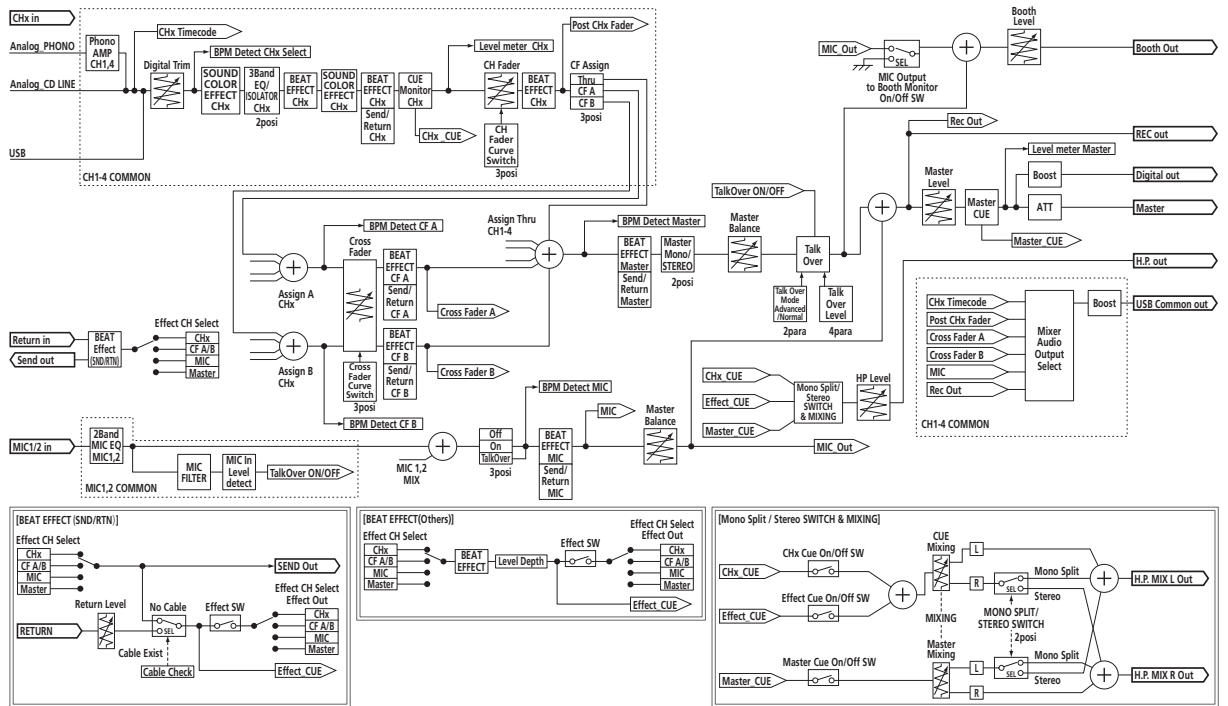 CHx in
Analog_PHONO
Phono
AMP
CH1,4
Analog_CD LINE
USB
CH1-4 COMMON
CHx Timecode
Digital Trim
BPM Detect CHx Select
SOUND
COLOR
EFFECT
CHx
3Band
EQ/
ISOLATOR
CHx
2posi
BEAT
EFFECT
CHx
SOUND
COLOR
EFFECT
CHx
BEAT
EFFECT
CHx
Send/
Return
CHx
CUE
Monitor
CHx
CHx _CUE
Level meter_CHx
CH Fader
CH
Fader
Curve
Switch
3posi
BEAT
EFFECT
CHx
Post CHx Fader
CF Assign
Thru
CF A
CF B
3posi
MIC_Out
SEL
MIC Output
to Booth Monitor
On/Off SW
Booth
Level
Booth Out
Rec Out
REC out
Level meter Master
Master
Level
Master
CUE
Boost
Digital out
ATT
Master
Master_CUE
H.P. out
TalkOver ON/OFF
Assign Thru
CH1-4
BPM Detect Master
BEAT
EFFECT
Master
Send/
Return
Master
Master
Mono/
STEREO
2posi
Master
Balance
Talk
Over
Talk Over
Mode
Advanced
/Normal
2para
Talk
Over
Level
4para
BPM Detect CF A
Cross
Fader
BEAT
EFFECT
CF A
Send/
Return
CF A
Assign A
CHx
Cross Fader A
BEAT
EFFECT
CF B
Send/
Return
CF B
Assign B
CHx
Cross Fader B
Cross
Fader
Curve
Switch
3posi
BPM Detect CF B
Return in
Send out
BEAT
Effect
(SND/RTN)
Effect CH Select
CHx
CF A/B
MIC
Master
CHx Timecode
Post CHx Fader
Cross Fader A
Cross Fader B
MIC
Rec Out
Mixer
Audio
Output
Select
Boost
USB Common out
CH1-4 COMMON
CHx_CUE
Effect_CUE
Master_CUE
Mono Split/
Stereo
SWITCH
& MIXING
HP Level
MIC1/2 in
2Band
MIC EQ
MIC1,2
MIC
FILTER
MIC In
Level
detect
TalkOver ON/OFF
MIC1,2 COMMON
MIC 1,2
MIX
Off
On
TalkOver
3posi
BPM Detect MIC
BEAT
EFFECT
MIC
Send/
Return
MIC
MIC
Master
Balance
MIC_Out
[BEAT EFFECT (SND/RTN)]
Effect CH Select
CHx
CF A/B
MIC
Master
SEND Out
Return Level
RETURN
No Cable
SEL
Cable Exist
Cable Check
Effect SW
Effect CH Select
Effect Out
CHx
CF A/B
MIC
Master
Effect_CUE
[BEAT EFFECT(Others)]
Effect CH Select
CHx
CF A/B
MIC
Master
BEAT
EFFECT
Level Depth
Effect SW
Effect CH Select
Effect Out
CHx
CF A/B
MIC
Master
Effect_CUE
[Mono Split / Stereo SWITCH & MIXING]
CHx Cue On/Off SW
CHx_CUE
Effect Cue On/Off SW
Effect_CUE
Master Cue On/Off SW
Master_CUE
CUE
Mixing
MIXING
Master
Mixing
L
R
SEL
Mono Split
Stereo
MONO SPLIT/
STEREO SWITCH
2posi
L
R
SEL
Mono Split
Stereo
H.P. MIX L Out
H.P. MIX R Out